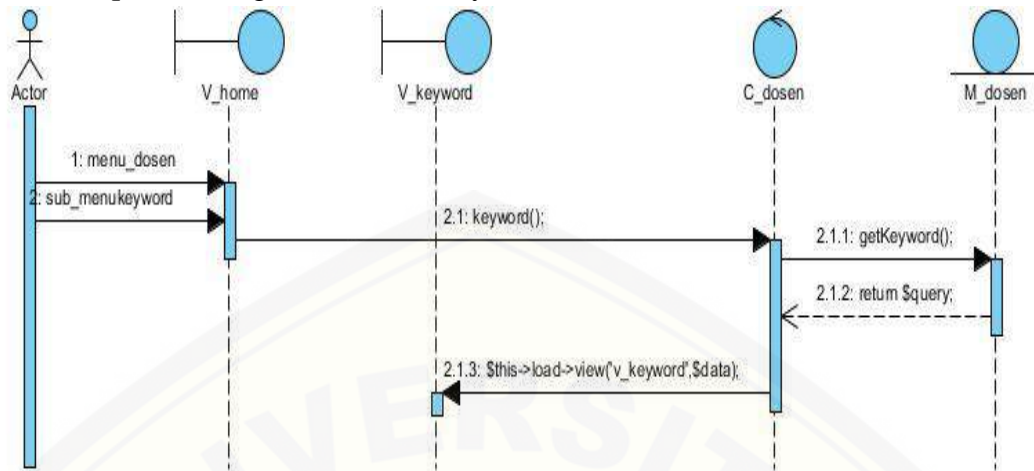 Actor
V_home
V_keyword
C_dosen
M_dosen
1: menu_dosen
2: sub_menukeyword
2.1: keyword();
2.1.1: getKeyword();
2.1.2: return $query;
2.1.3: $this->load->view('v_keyword',$data);